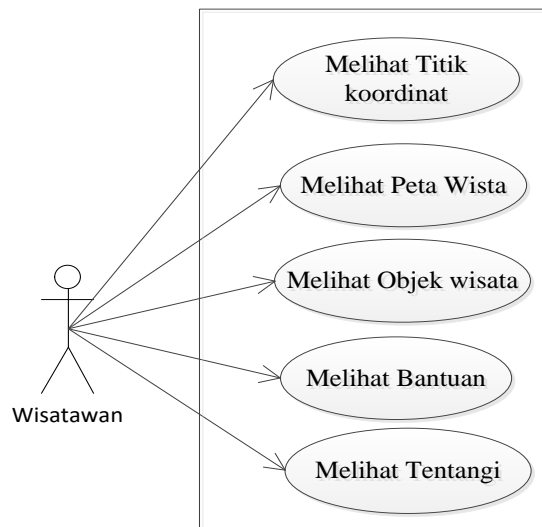 Melihat Titik
koordinat
Melihat Peta Wista
Melihat Objek wisata
Melihat Bantuan
Wisatawan
Melihat Tentangi